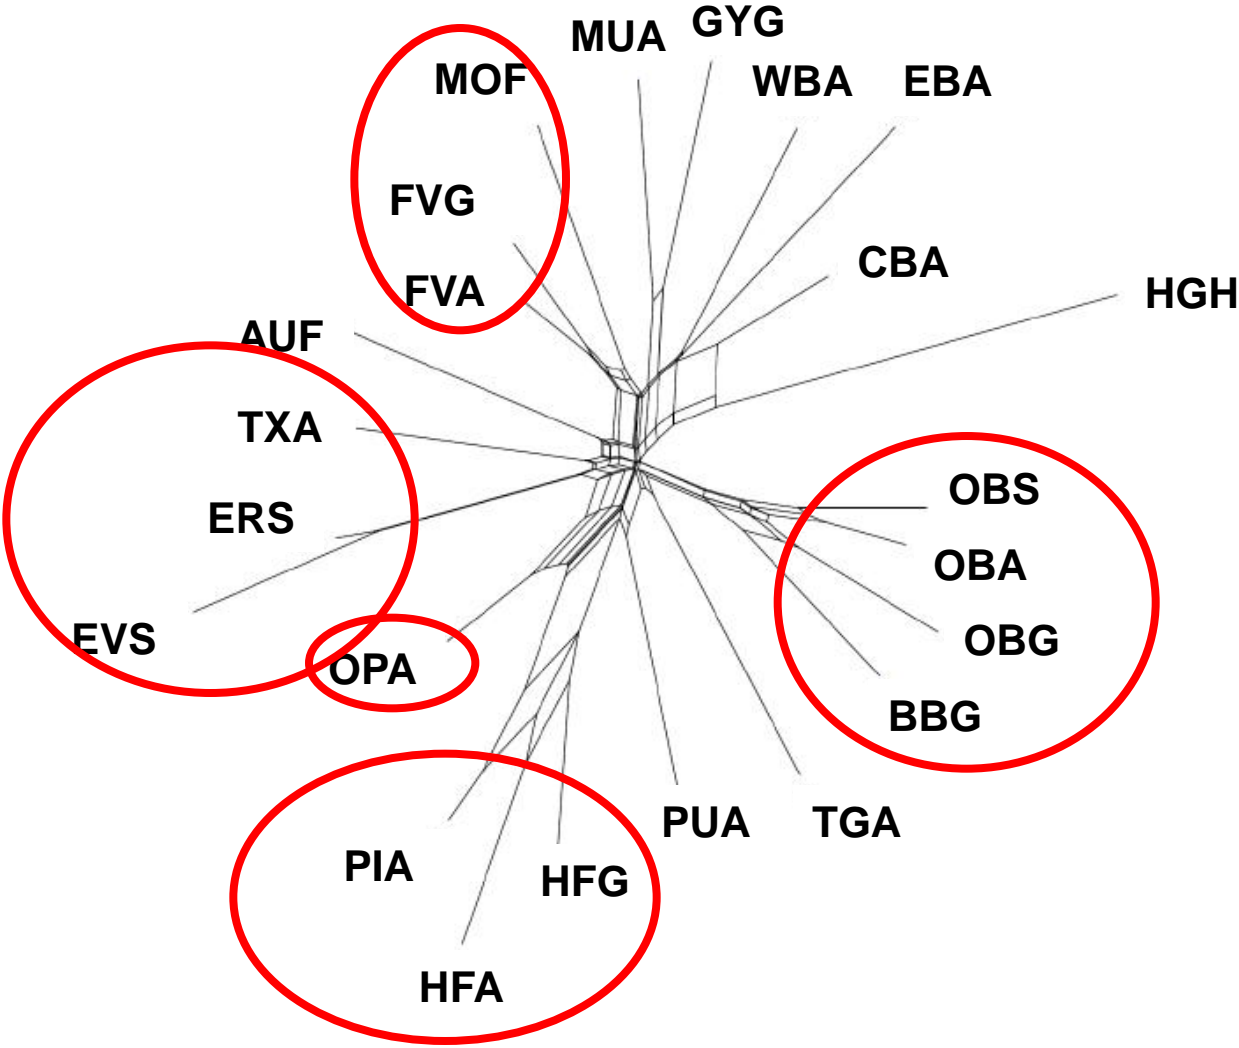 GYG
MUA
MOF
WBA
EBA
FVG
CBA
FVA
HGH
AUF
TXA
OBS
ERS
OBA
EVS
OBG
OPA
BBG
PUA
TGA
PIA
HFG
HFA